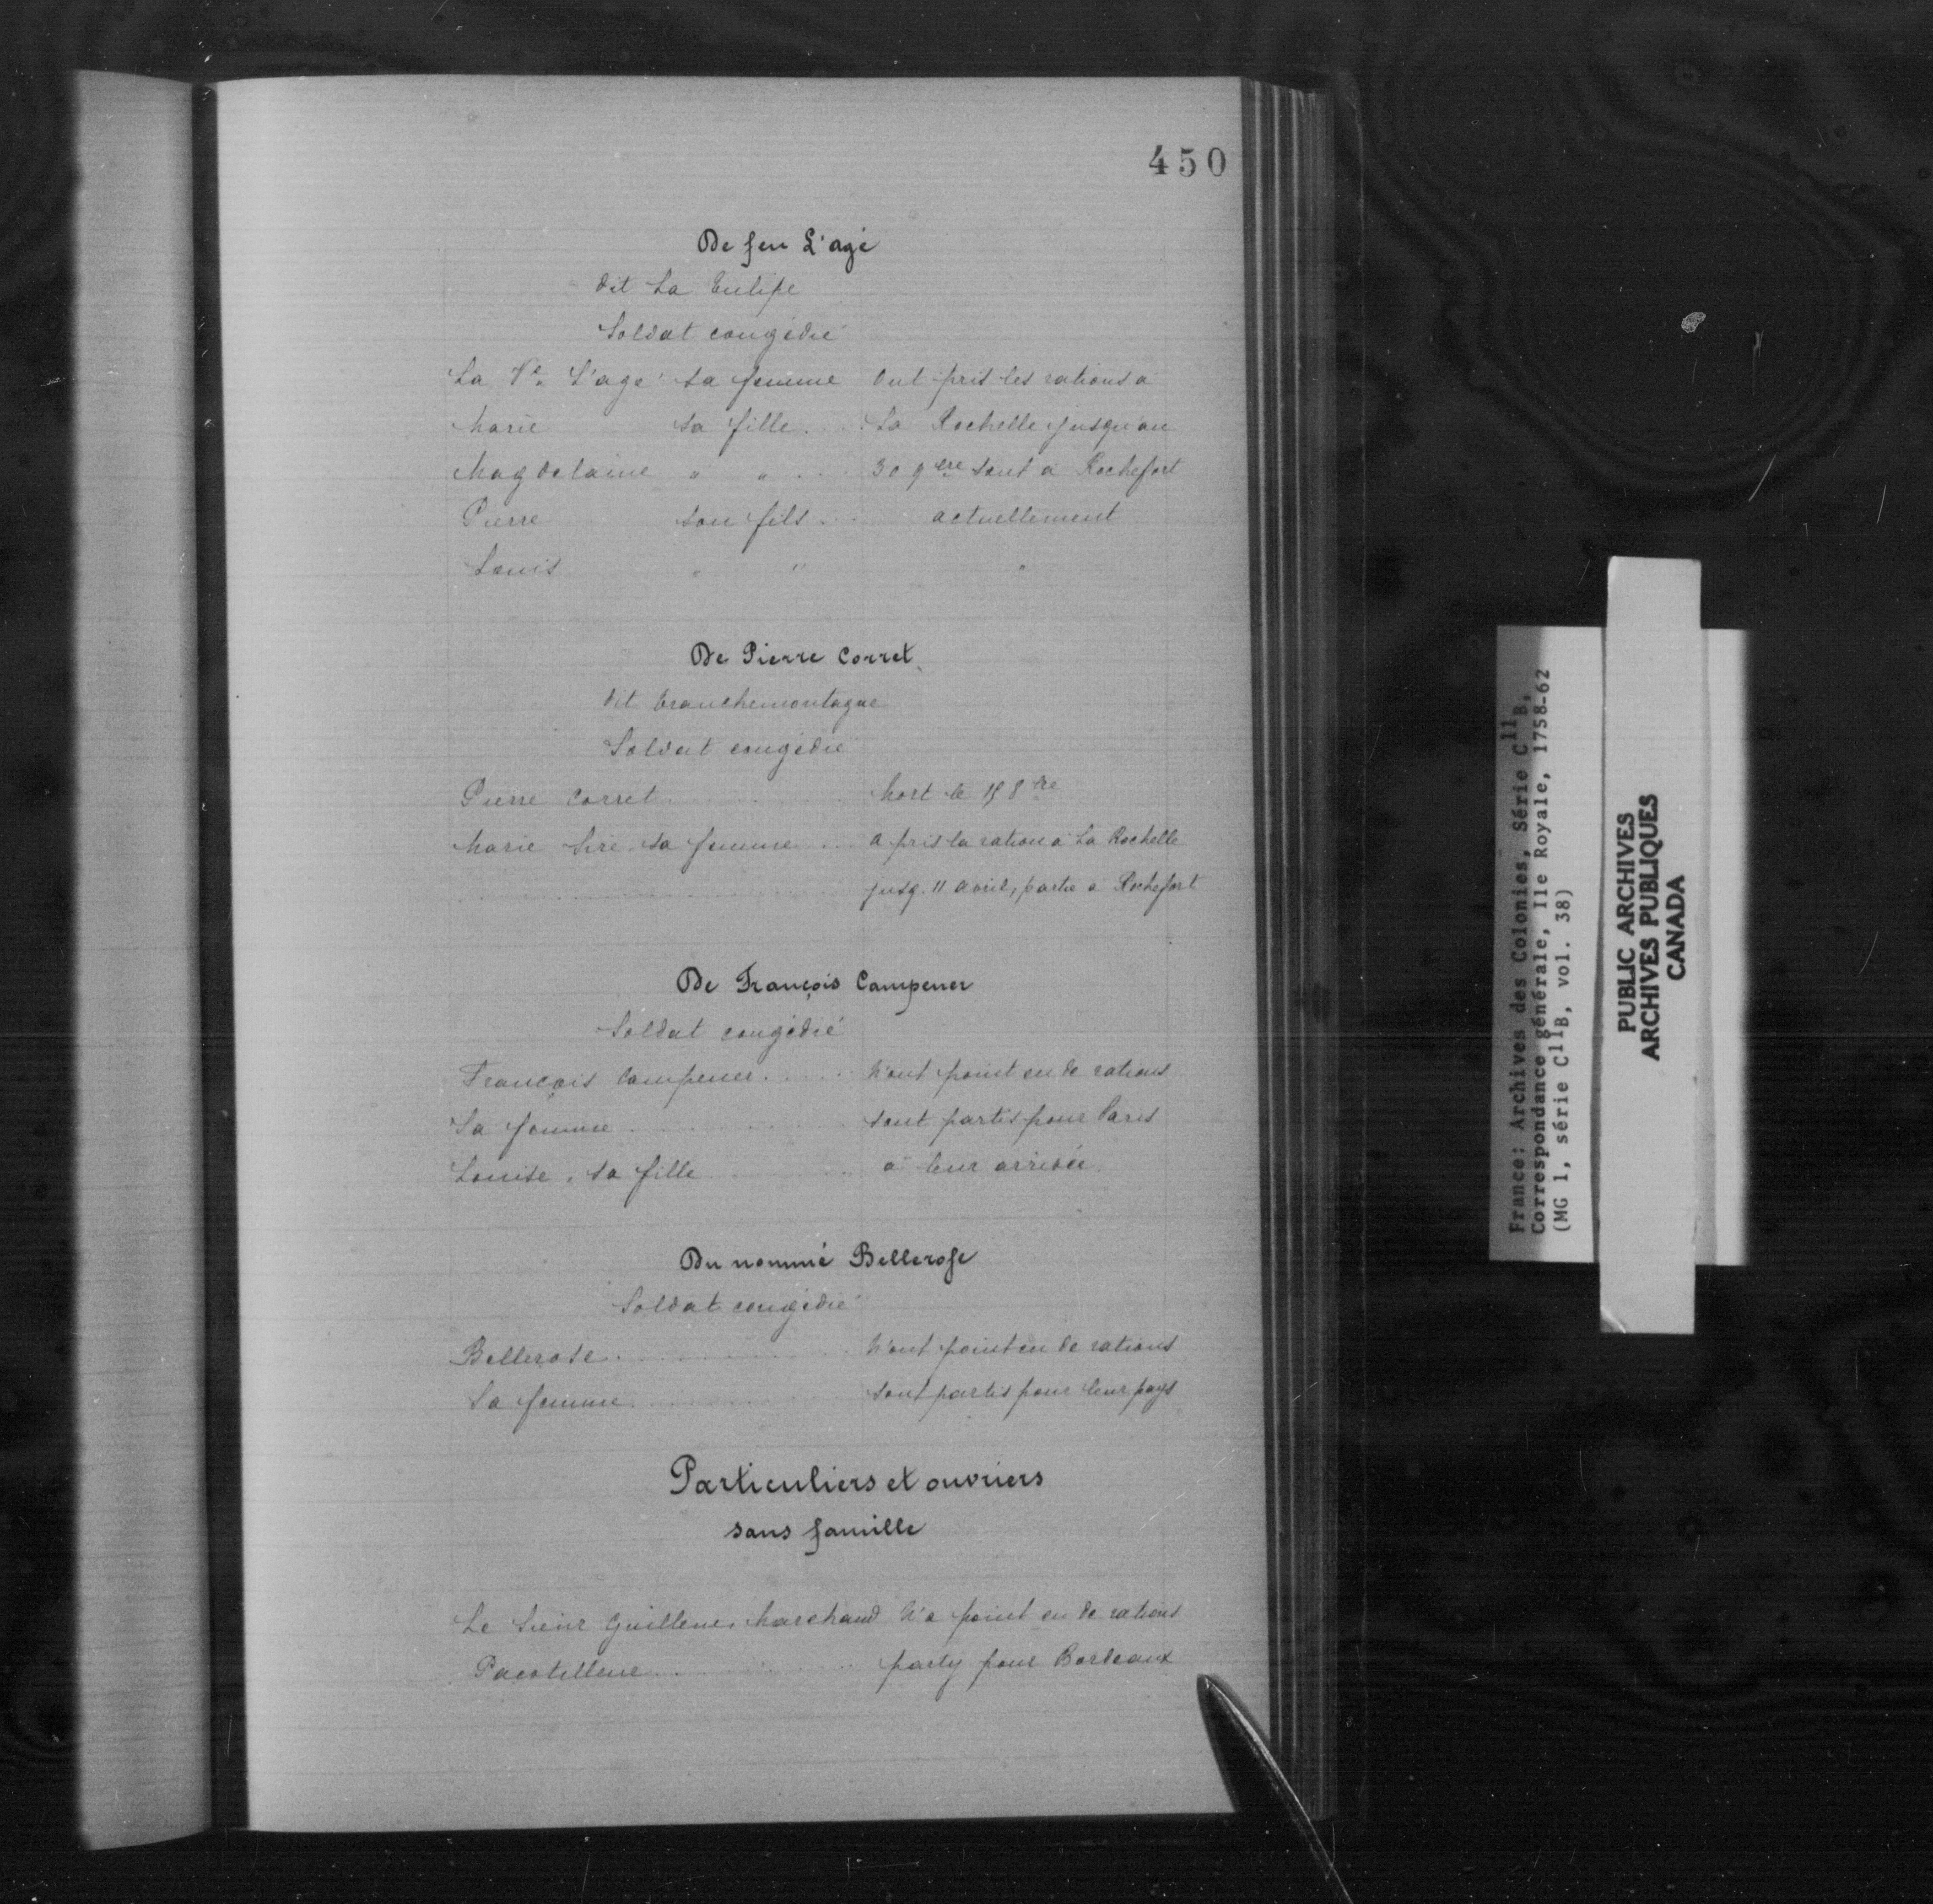 450
De feu L'agé
dit La Tulipe
Soldat congédié
La Ve L'agé sa femme Ont pris les rations à
Marie sa fille . . . La Rochelle jusqu'au
Magdelaine " " . . . 30 9bre sont à Rochefort
Pierre son fils . . . actuellement
Louis " " "
De Pierre Corret
dit tranchemontagne
Soldat congédié
Pierre Corret . . . . . . Mort le 15 8bre
Marie Siré sa femme . . . A pris la ration à La Rochelle
jusq. 11 avril, partie à Rochefort
De François Campener
Soldat congédié
François Campener . . . . . N'ont point eu de rations
Sa femme . . . . . . sont partis pour Paris
Louise, sa fille . . . . . . à leur arrivée.
Du nommé Bellerose
Soldat congédié
Bellerose . . . . . . N'ont point eu de rations
Sa femme . . . . . . sont partis pour leur pays
Particuliers et ouvriers
sans famille
Le Sieur Guillenes Marchand N'a point eu de rations
Pacotilleur . . . . . . party pour Bordeaux
France: Archives des Colonies, Série C11B,
Correspondance générale, Ile Royale, 1758-62
(MG 1, série C11B, vol. 38)
PUBLIC ARCHIVES
ARCHIVES PUBLIQUES
CANADA